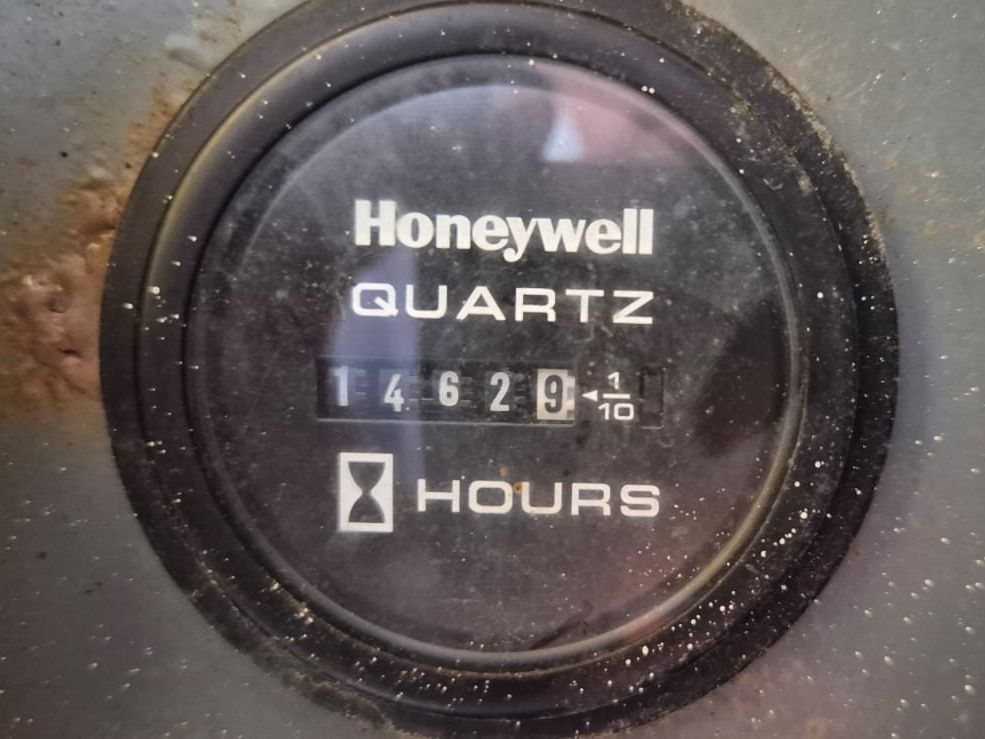 Honeywell
QUARTZ
1 4 6 2 9 ◄ 1/10
HOURS